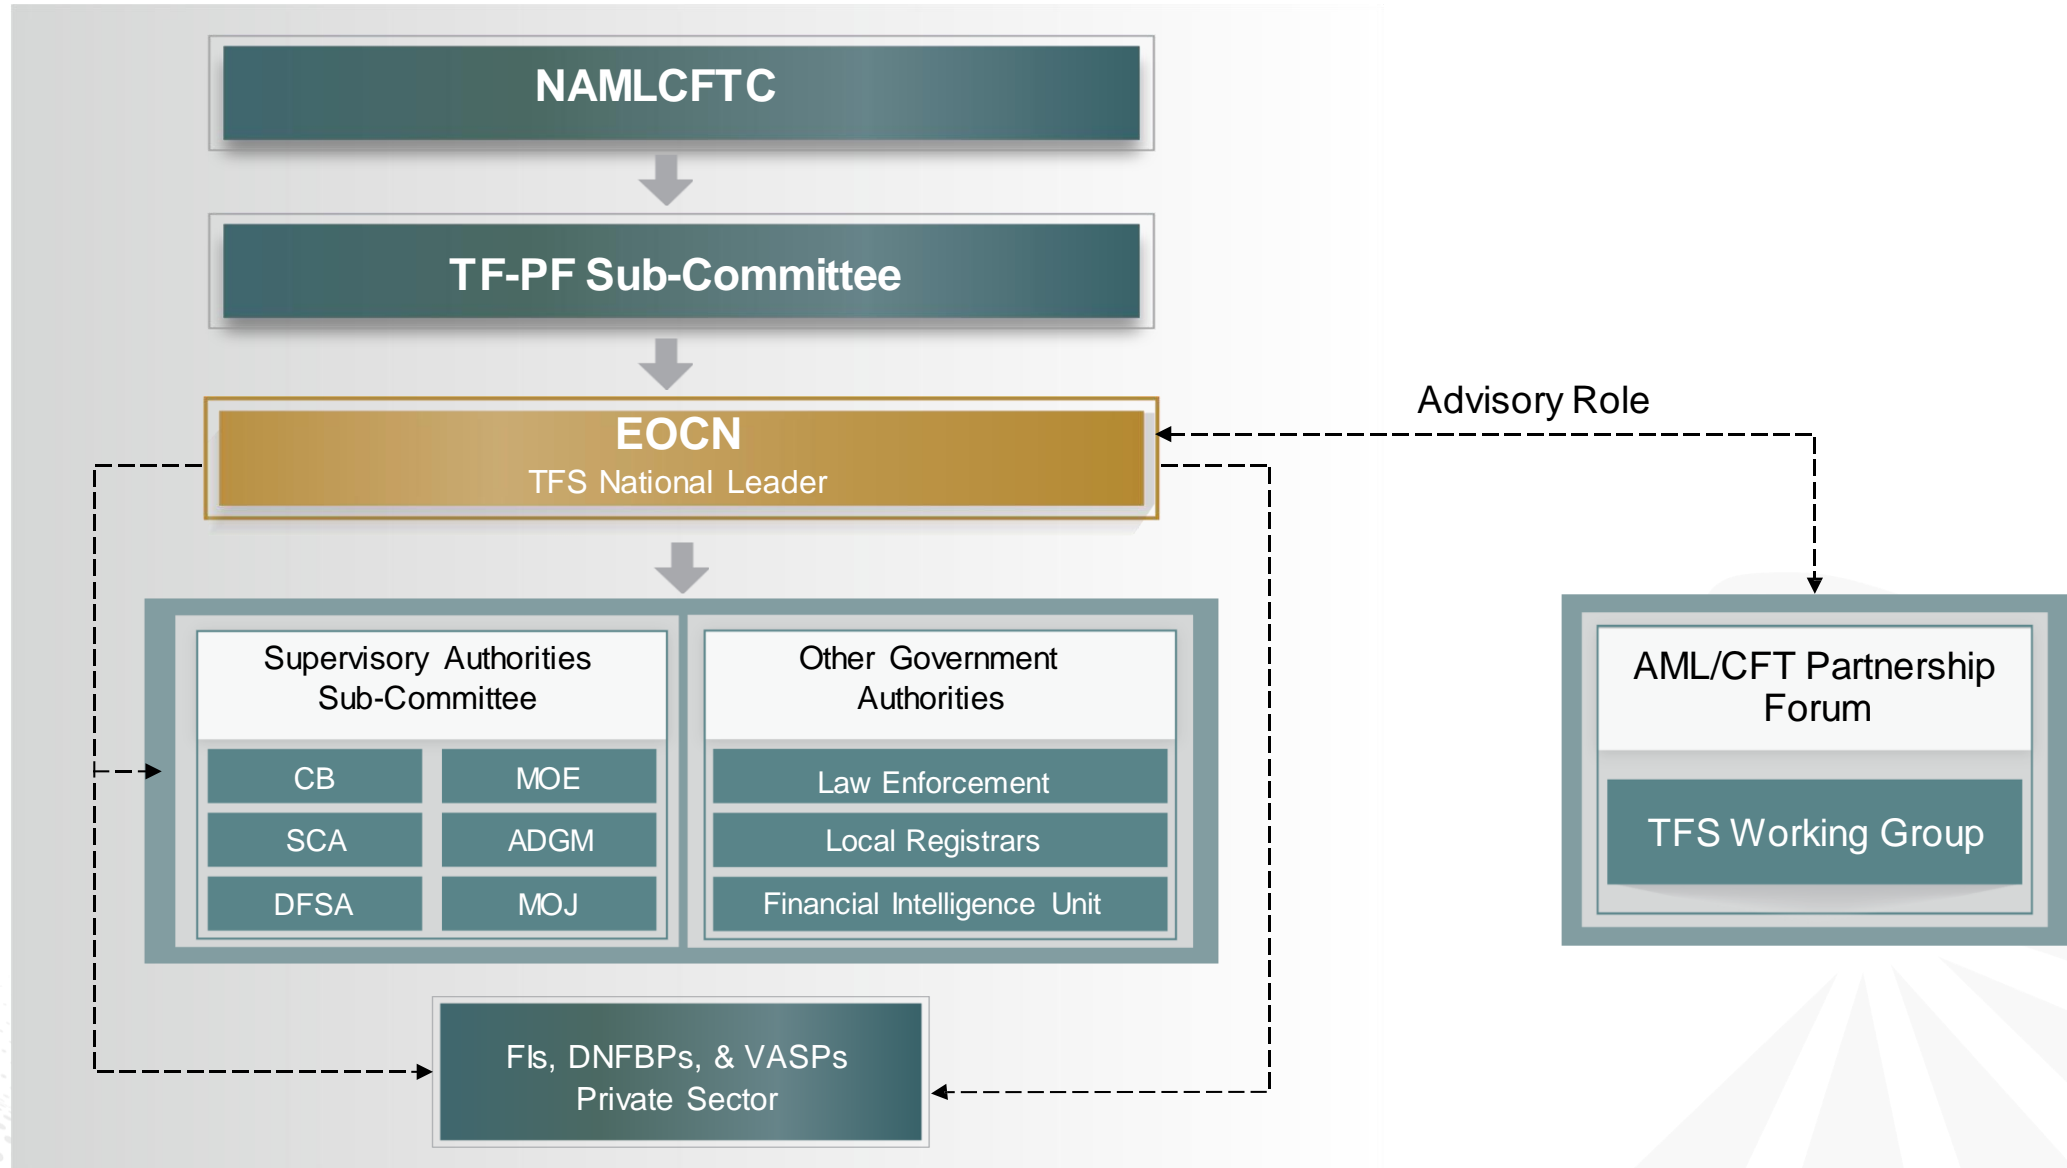 NAMLCFTC
TF-PF Sub-Committee
EOCN
TFS National Leader
Advisory Role
Supervisory Authorities
Sub-Committee
CB
MOE
SCA
ADGM
DFSA
MOJ
Other Government
Authorities
Law Enforcement
Local Registrars
Financial Intelligence Unit
AML/CFT Partnership
Forum
TFS Working Group
FIs, DNFBPs, & VASPs
Private Sector